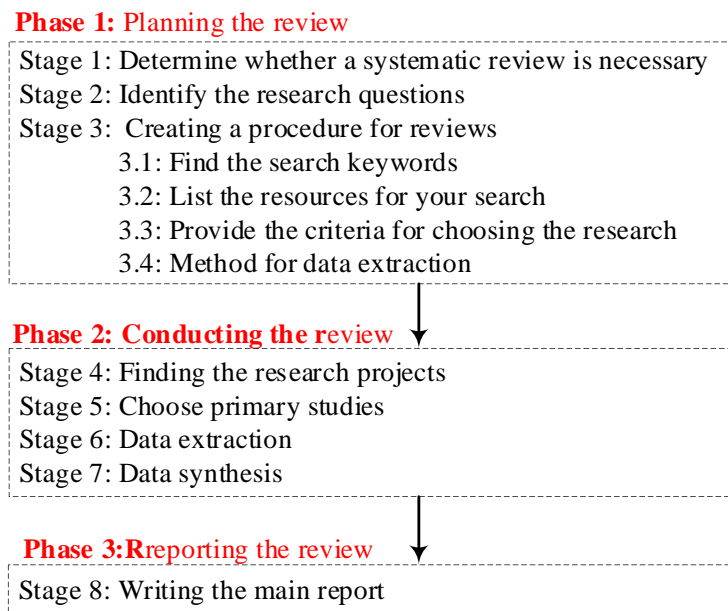 Phase 1: Planning the review
Stage 1: Determine whether a systematic review is necessary
Stage 2: Identify the research questions
Stage 3: Creating a procedure for reviews
3.1: Find the search keywords
3.2: List the resources for your search
3.3: Provide the criteria for choosing the research
3.4: Method for data extraction
Phase 2: Conducting the review
Stage 4: Finding the research projects
Stage 5: Choose primary studies
Stage 6: Data extraction
Stage 7: Data synthesis
Phase 3:Rreporting the review
Stage 8: Writing the main report